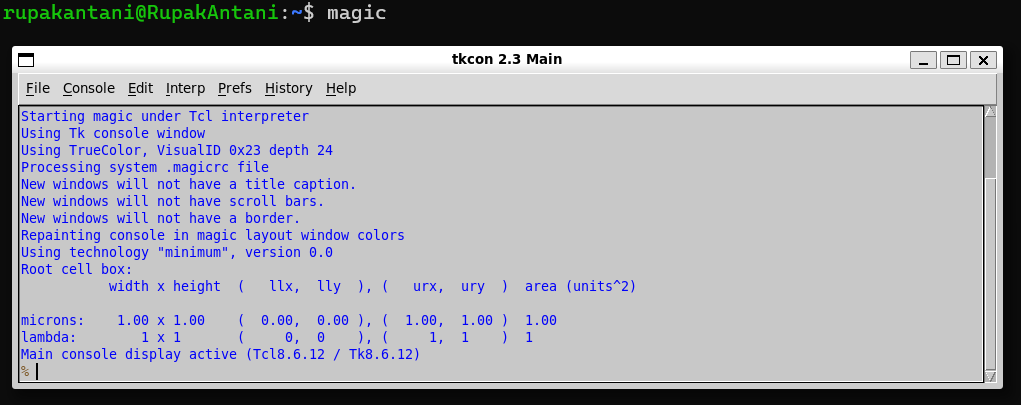 rupakantani@RupakAntani:~$ magic
tkcon 2.3 Main
File Console Edit Interp Prefs History Help
Starting magic under Tcl interpreter
Using Tk console window
Using TrueColor, VisualID 0x23 depth 24
Processing system .magicrc file
New windows will not have a title caption.
New windows will not have scroll bars.
New windows will not have a border.
Repainting console in magic layout window colors
Using technology "minimum", version 0.0
Root cell box:
           width x height  (   llx,  lly  ), (   urx,  ury  )  area (units^2)
microns:    1.00 x 1.00    (  0.00,  0.00 ), (  1.00,  1.00 )  1.00
lambda:        1 x 1       (     0,  0    ), (     1,  1    )  1
Main console display active (Tcl8.6.12 / Tk8.6.12)
%